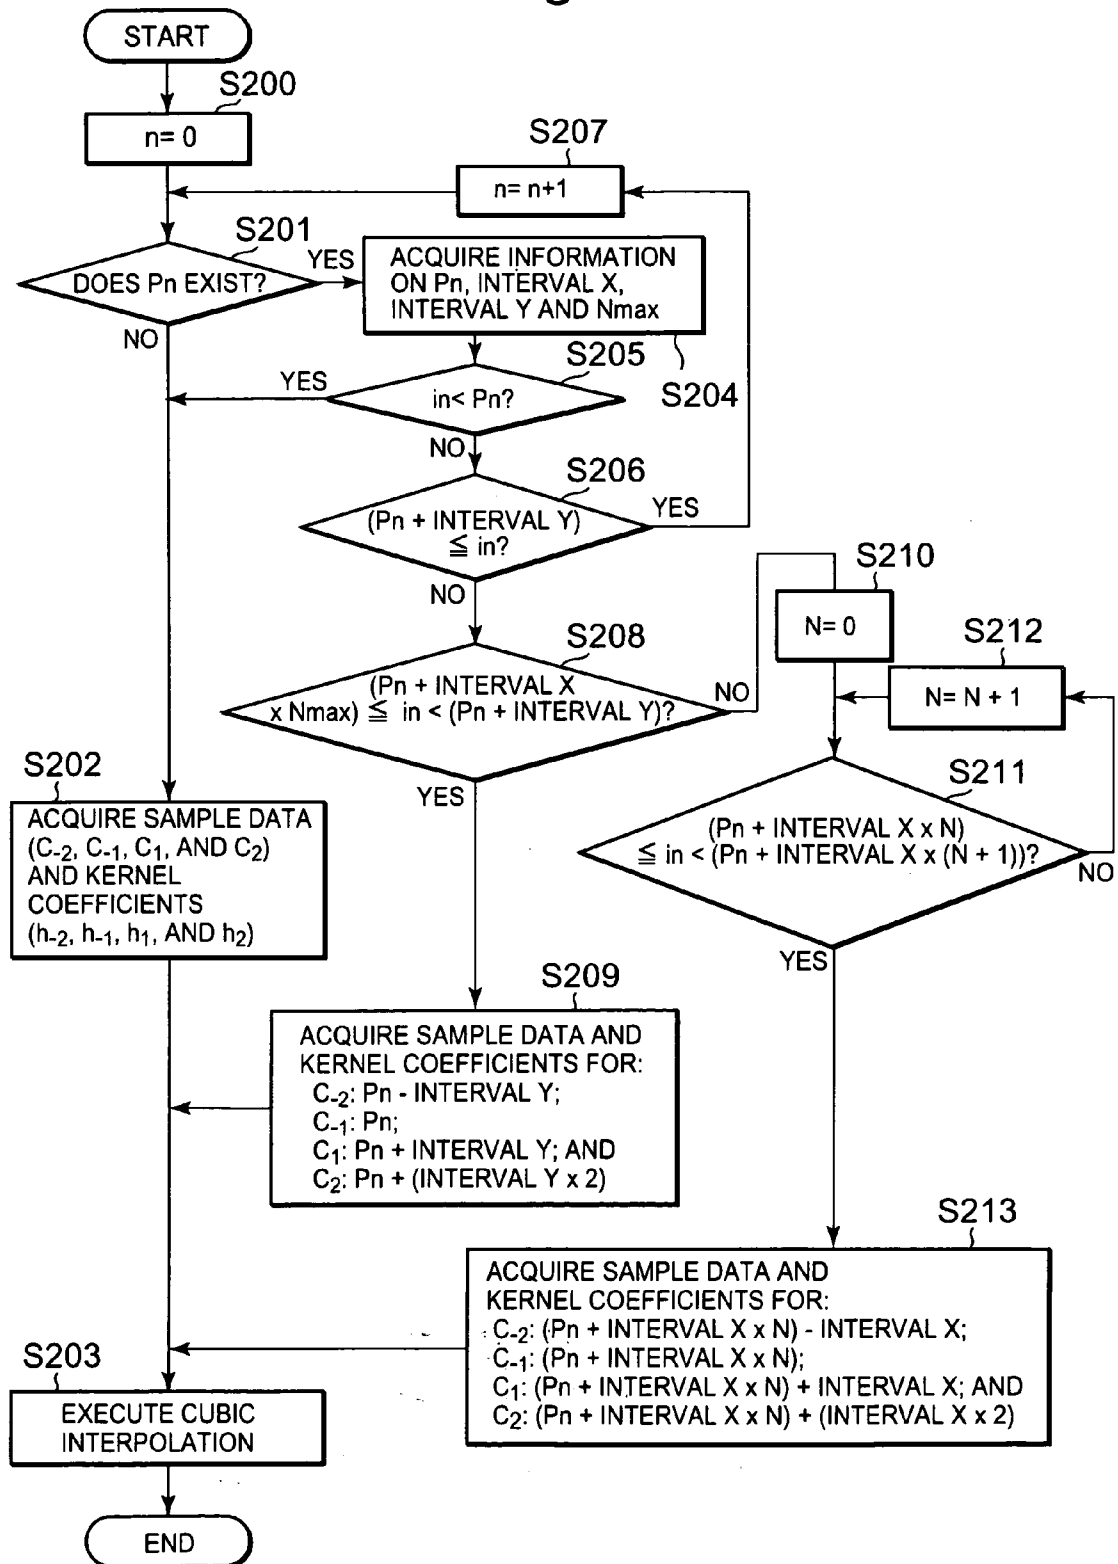 g
START
S200
n= 0
S207
n= n+1
S201
DOES Pn EXIST?
YES
NO
ACQUIRE INFORMATION
ON Pn, INTERVAL X,
INTERVAL Y AND Nmax
S204
S205
in< Pn?
YES
NO
S206
(Pn + INTERVAL Y)
≦ in?
YES
NO
S208
(Pn + INTERVAL X
x Nmax) ≦ in < (Pn + INTERVAL Y)?
NO
YES
S210
N= 0
S212
N= N + 1
S211
(Pn + INTERVAL X x N)
≦ in < (Pn + INTERVAL X x (N + 1))?
NO
YES
S202
ACQUIRE SAMPLE DATA
(C-2, C-1, C1, AND C2)
AND KERNEL
COEFFICIENTS
(h-2, h-1, h1, AND h2)
S209
ACQUIRE SAMPLE DATA AND
KERNEL COEFFICIENTS FOR:
C-2: Pn - INTERVAL Y;
C-1: Pn;
C1: Pn + INTERVAL Y; AND
C2: Pn + (INTERVAL Y x 2)
S213
ACQUIRE SAMPLE DATA AND
KERNEL COEFFICIENTS FOR:
C-2: (Pn + INTERVAL X x N) - INTERVAL X;
C-1: (Pn + INTERVAL X x N);
C1: (Pn + INTERVAL X x N) + INTERVAL X; AND
C2: (Pn + INTERVAL X x N) + (INTERVAL X x 2)
S203
EXECUTE CUBIC
INTERPOLATION
END